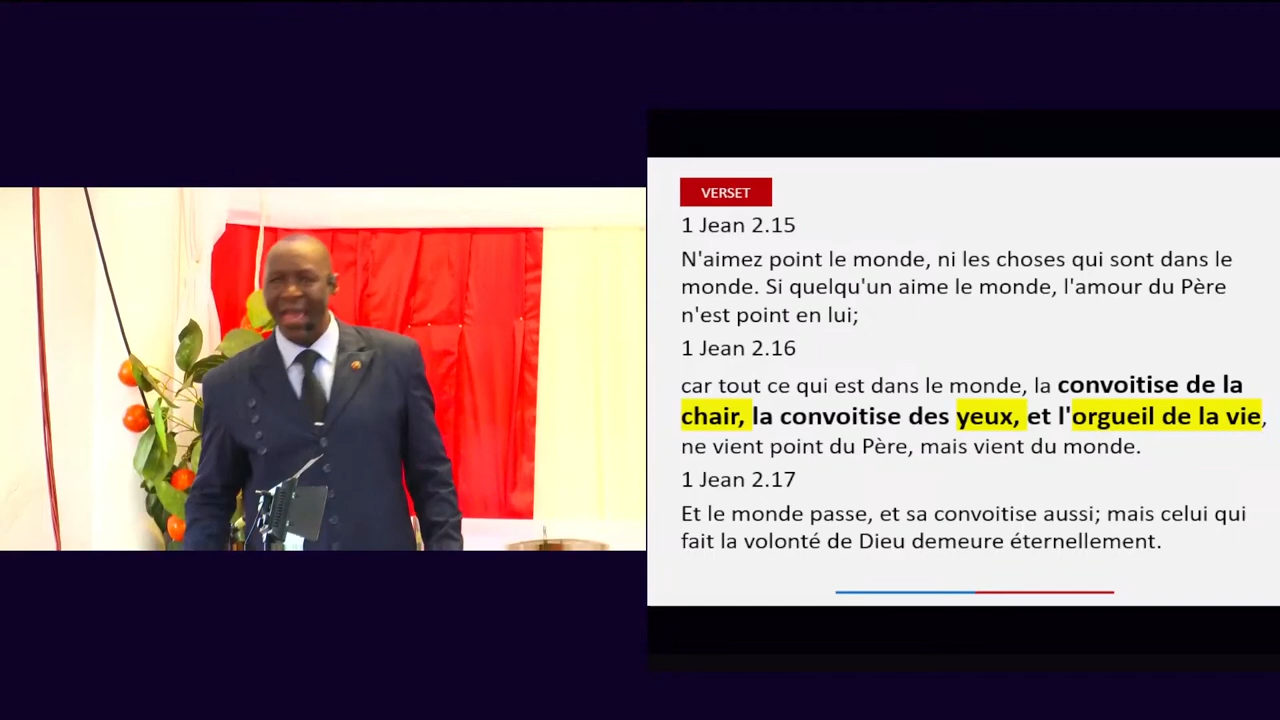 VERSET
1 Jean 2.15
N'aimez point le monde, ni les choses qui sont dans le
monde. Si quelqu'un aime le monde, l'amour du Père
n'est point en lui;
1 Jean 2.16
car tout ce qui est dans le monde, la convoitise de la
chair, la convoitise des yeux, et l'orgueil de la vie,
ne vient point du Père, mais vient du monde.
1 Jean 2.17
Et le monde passe, et sa convoitise aussi; mais celui qui
fait la volonté de Dieu demeure éternellement.